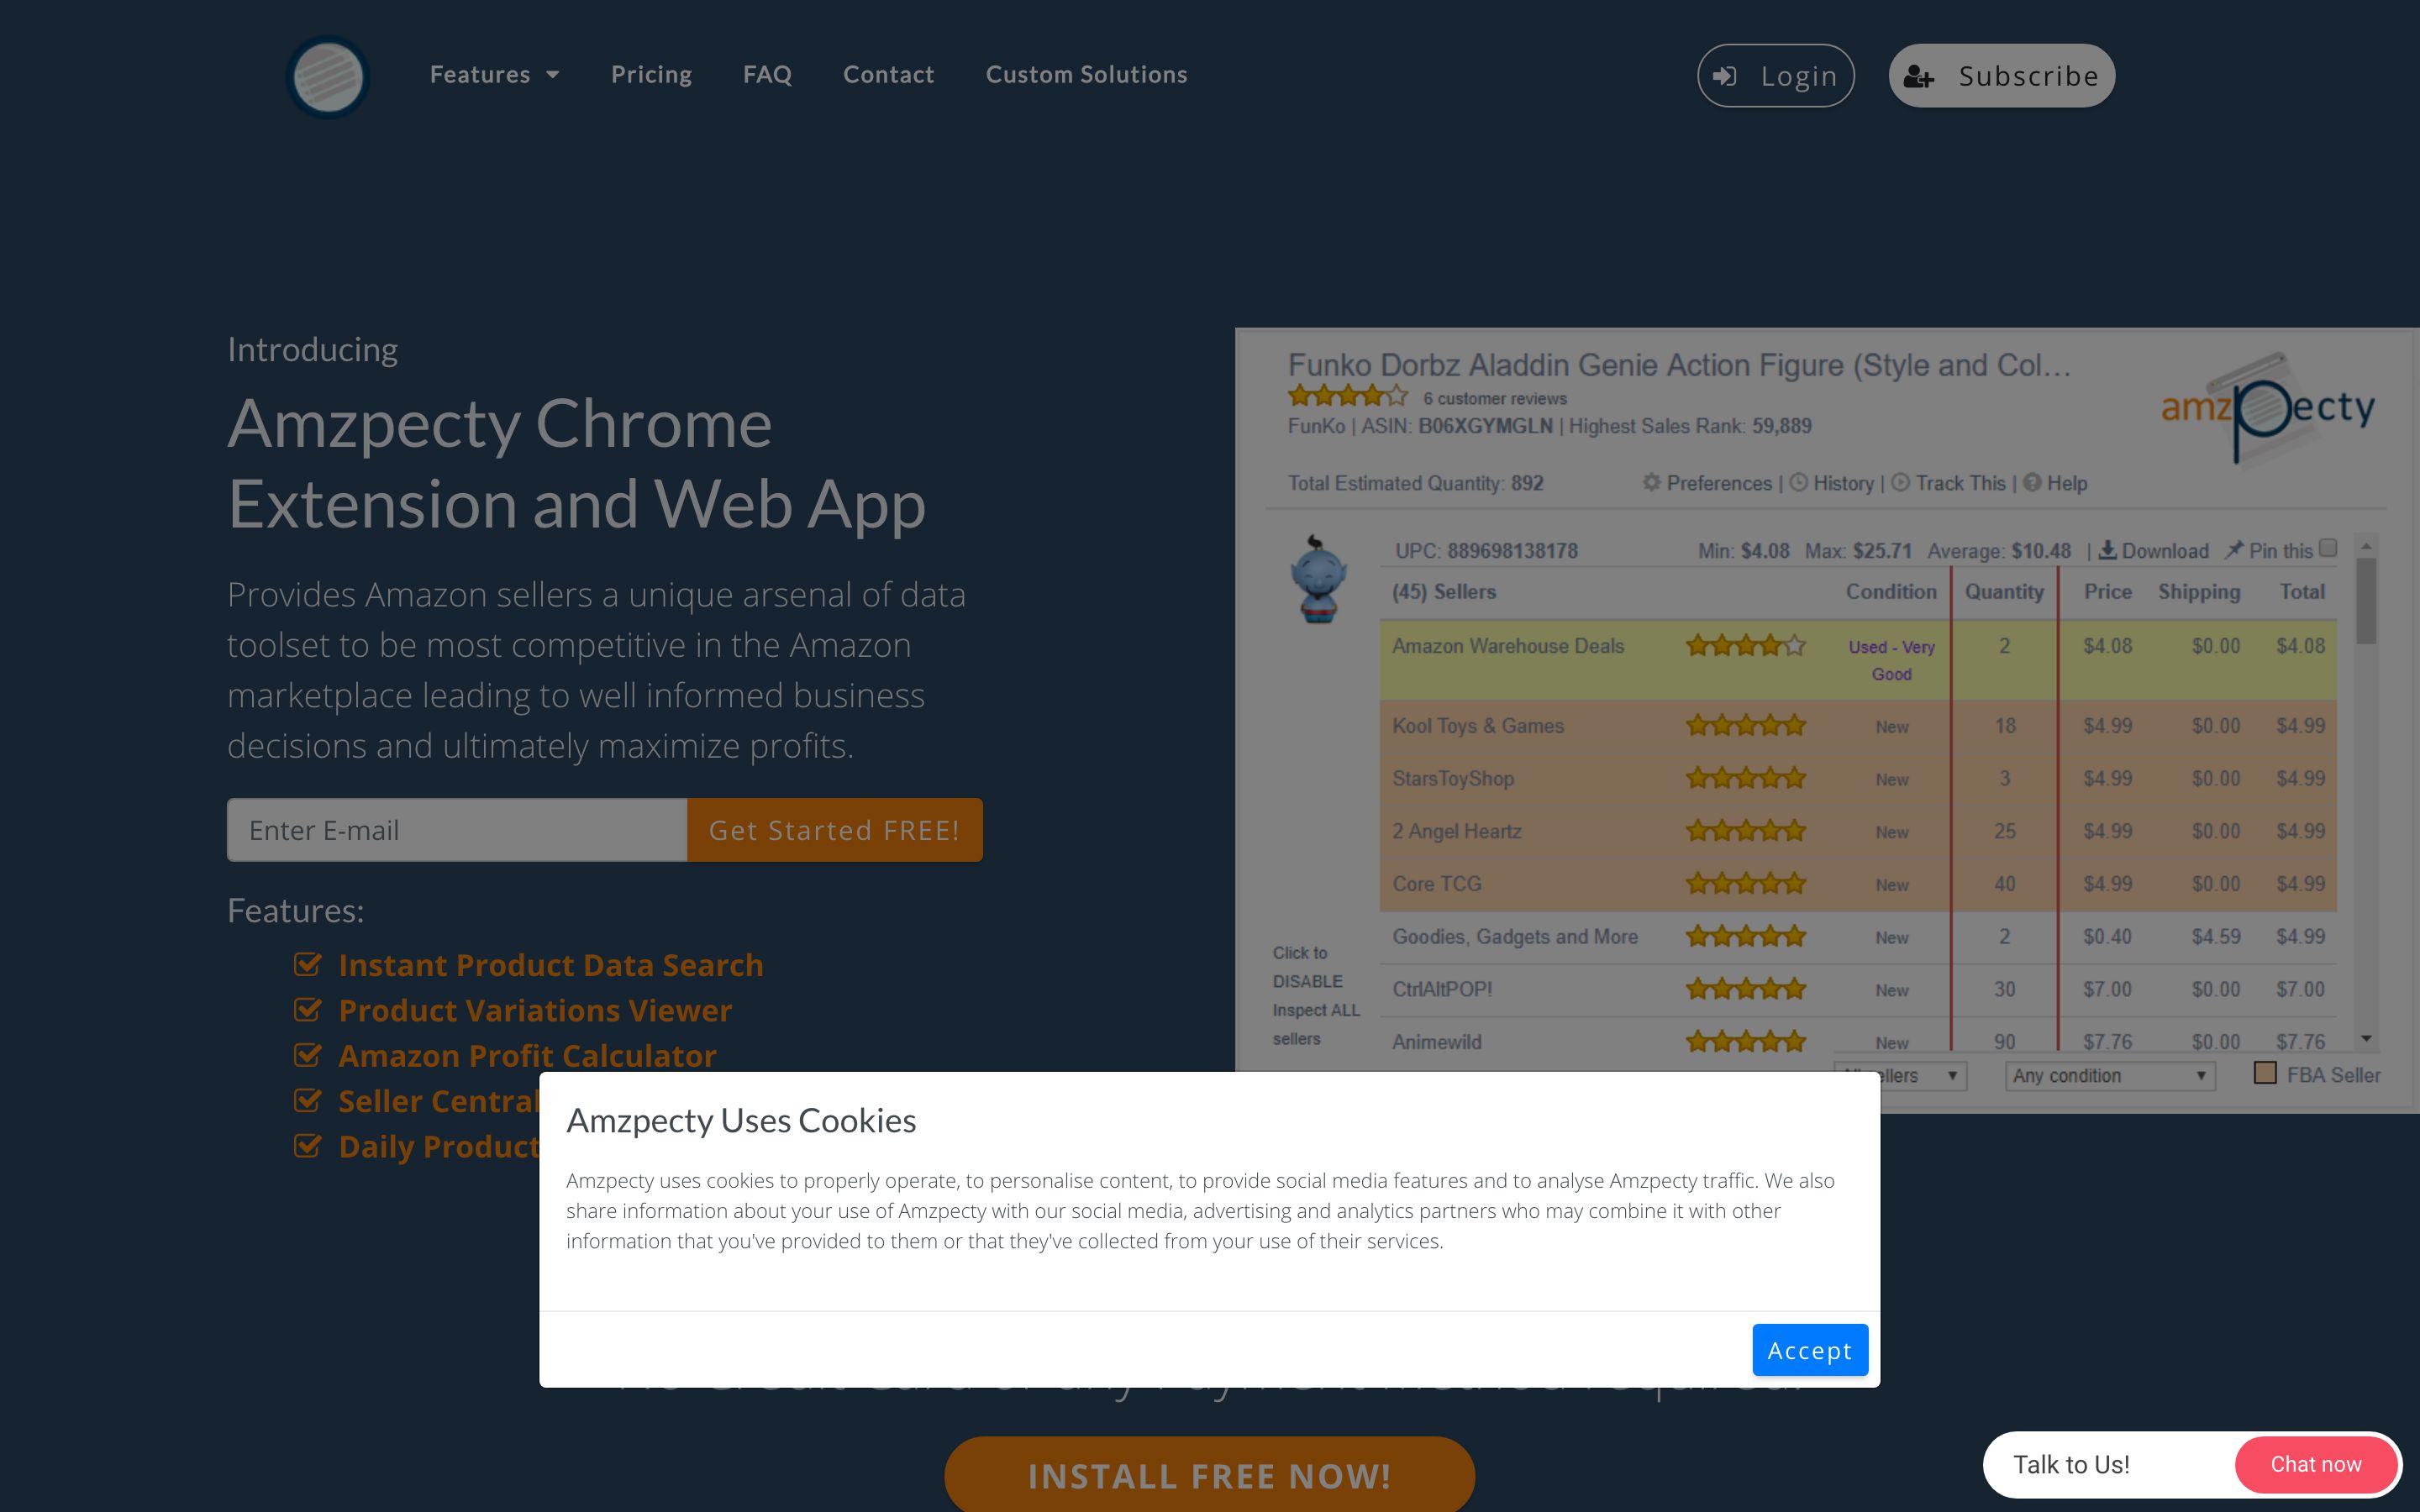 Features
Pricing
FAQ
Contact
Custom Solutions
Login
Subscribe
Introducing
Amzpecty Chrome
Extension and Web App
Provides Amazon sellers a unique arsenal of data
toolset to be most competitive in the Amazon
marketplace leading to well informed business
decisions and ultimately maximize profits.
Enter E-mail
Get Started FREE!
Features:
Instant Product Data Search
Product Variations Viewer
Amazon Profit Calculator
Seller Central
Daily Product
Funko Dorbz Aladdin Genie Action Figure (Style and Col...
6 customer reviews
FunKo | ASIN: B06XGYMGLN | Highest Sales Rank: 59,889
amzpecty
Total Estimated Quantity: 892
Preferences | History | Track This | Help
UPC: 889698138178 Min: $4.08 Max: $25.71 Average: $10.48 | Download Pin this
(45) Sellers Condition Quantity Price Shipping Total
Amazon Warehouse Deals Used - Very Good 2 $4.08 $0.00 $4.08
Kool Toys & Games New 18 $4.99 $0.00 $4.99
StarsToyShop New 3 $4.99 $0.00 $4.99
2 Angel Heartz New 25 $4.99 $0.00 $4.99
Core TCG New 40 $4.99 $0.00 $4.99
Goodies, Gadgets and More New 2 $0.40 $4.59 $4.99
CtrlAltPOP! New 30 $7.00 $0.00 $7.00
Animewild New 90 $7.76 $0.00 $7.76
Click to
DISABLE
Inspect ALL
sellers
Any condition
FBA Seller
Amzpecty Uses Cookies
Amzpecty uses cookies to properly operate, to personalise content, to provide social media features and to analyse Amzpecty traffic. We also
share information about your use of Amzpecty with our social media, advertising and analytics partners who may combine it with other
information that you've provided to them or that they've collected from your use of their services.
Accept
INSTALL FREE NOW!
Talk to Us!
Chat now